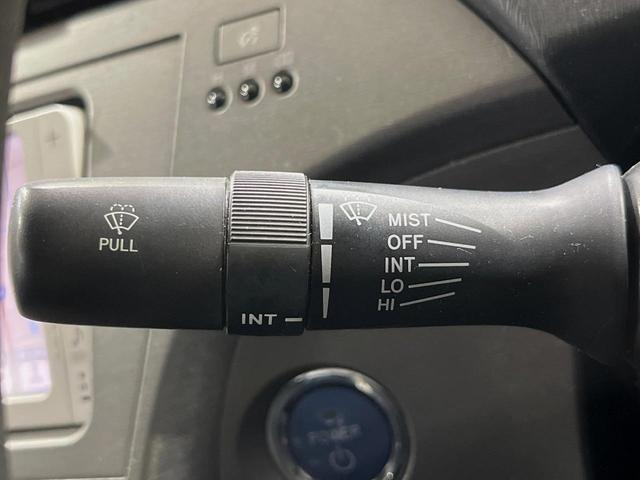 PULL
INT
MIST
OFF
INT
LO
HI
POWER